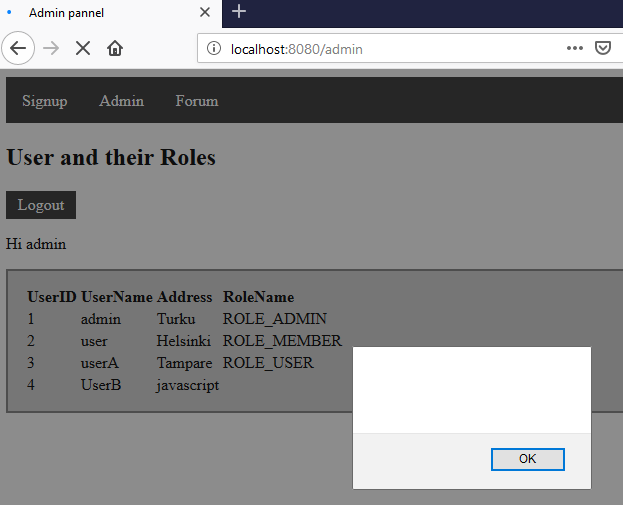 Admin pannel
localhost:8080/admin
Signup Admin Forum
User and their Roles
Logout
Hi admin
UserID UserName Address RoleName
1 admin Turku ROLE_ADMIN
2 user Helsinki ROLE_MEMBER
3 userA Tampare ROLE_USER
4 UserB javascript
OK